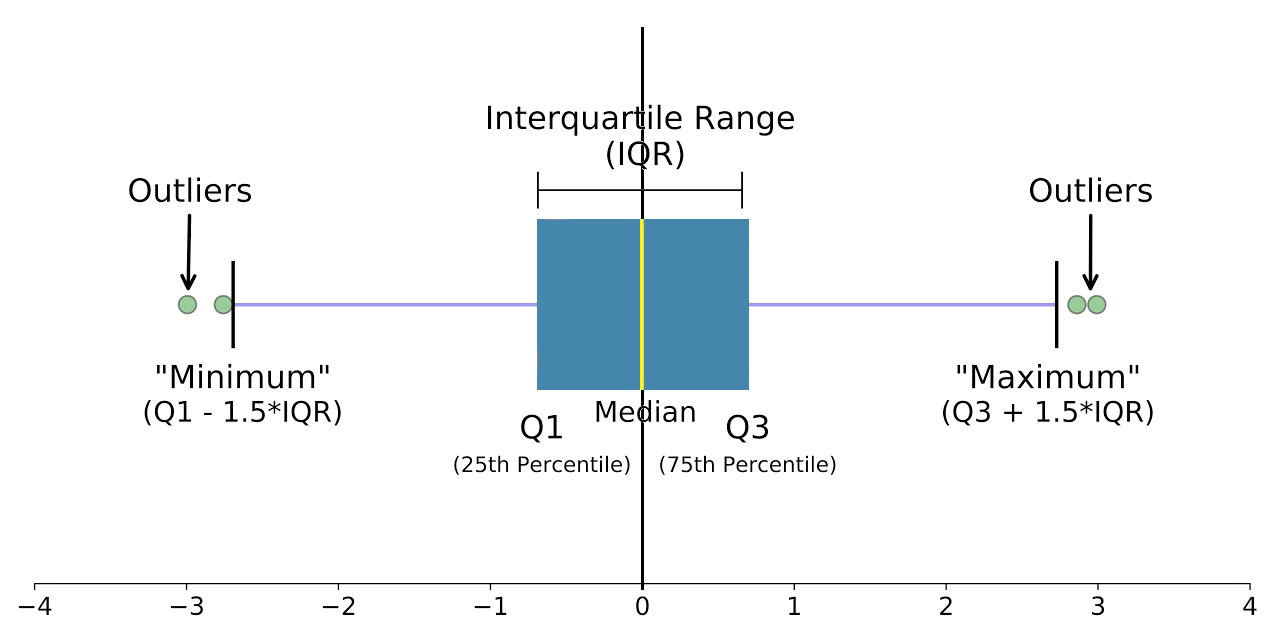 Interquartile Range
(IQR)
Outliers
Outliers
"Minimum"
(Q1 - 1.5*IQR)
"Maximum"
(Q3 + 1.5*IQR)
Median
Q1
Q3
(25th Percentile)
(75th Percentile)
−4 −3 −2 −1 0 1 2 3 4